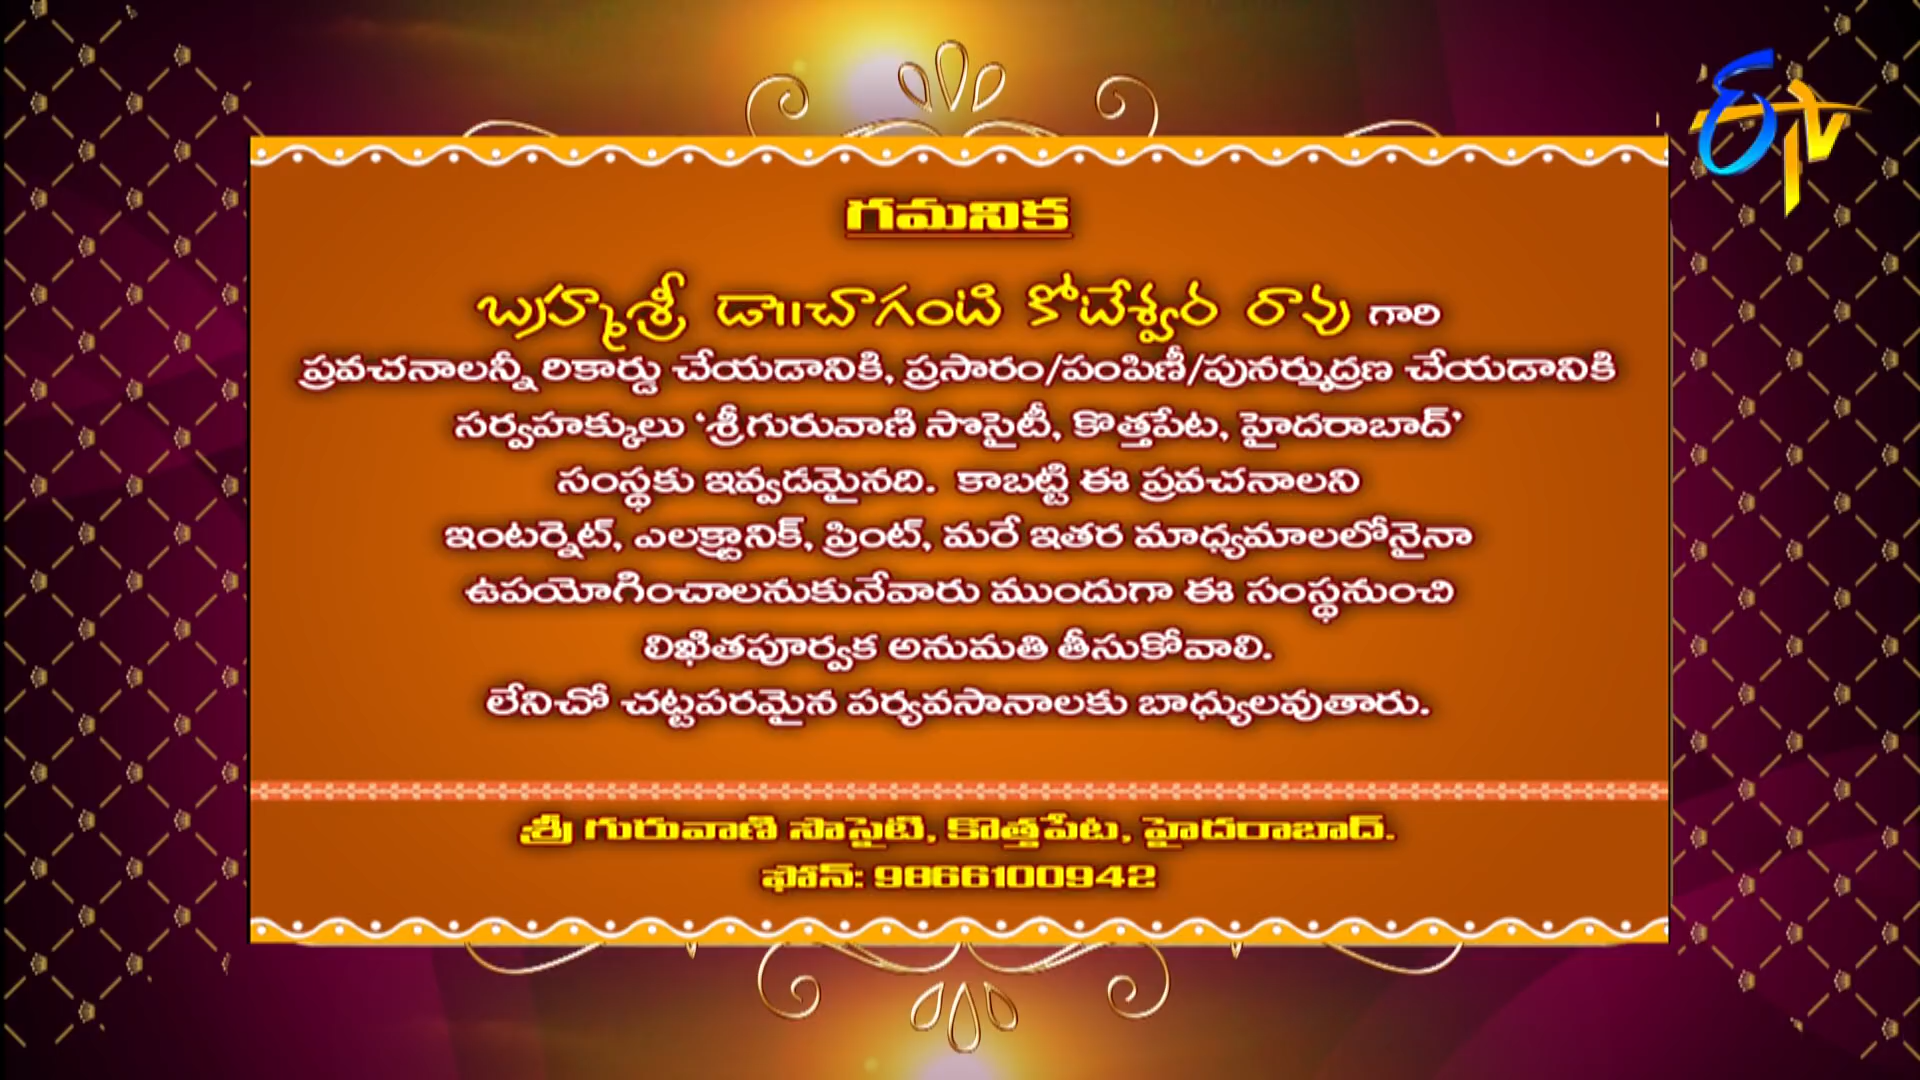 ఈTV
గమనిక
బ్రహ్మశ్రీ డా॥చాగంటి కోటేశ్వర రావు గారి
ప్రవచనాలన్నీ రికార్డు చేయడానికి, ప్రసారం/పంపిణీ/పునర్ముద్రణ చేయడానికి
సర్వహక్కులు ‘శ్రీగురువాణి సొసైటీ, కొత్తపేట, హైదరాబాద్’
సంస్థకు ఇవ్వడమైనది. కాబట్టి ఈ ప్రవచనాలని
ఇంటర్నెట్, ఎలక్ట్రానిక్, ప్రింట్, మరే ఇతర మాధ్యమాలలోనైనా
ఉపయోగించాలనుకునేవారు ముందుగా ఈ సంస్థనుంచి
లిఖితపూర్వక అనుమతి తీసుకోవాలి.
లేనిచో చట్టపరమైన పర్యవసానాలకు బాధ్యులవుతారు.
శ్రీ గురువాణి సొసైటి, కొత్తపేట, హైదరాబాద్.
ఫోన్: 9866100942